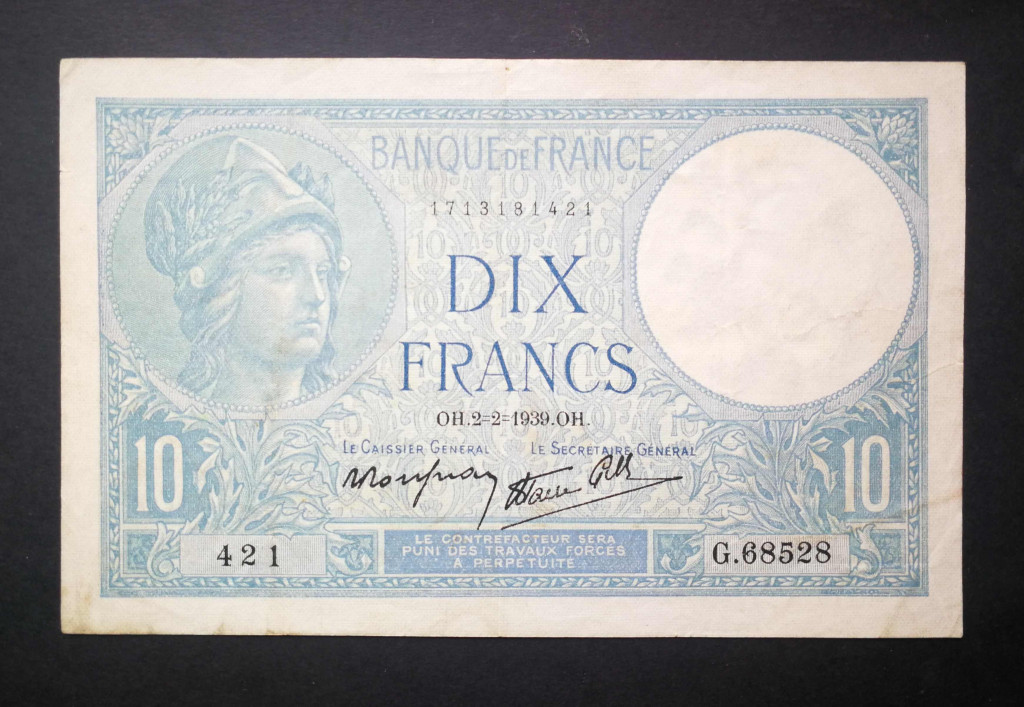 BANQUE DE FRANCE
1713181421
DIX
FRANCS
OH.2=2=1939.OH.
LE CAISSIER GÉNÉRAL LE SECRÉTAIRE GÉNÉRAL
10 10
LE CONTREFACTEUR SERA
PUNI DES TRAVAUX FORCÉS
À PERPÉTUITÉ
421 G.68528